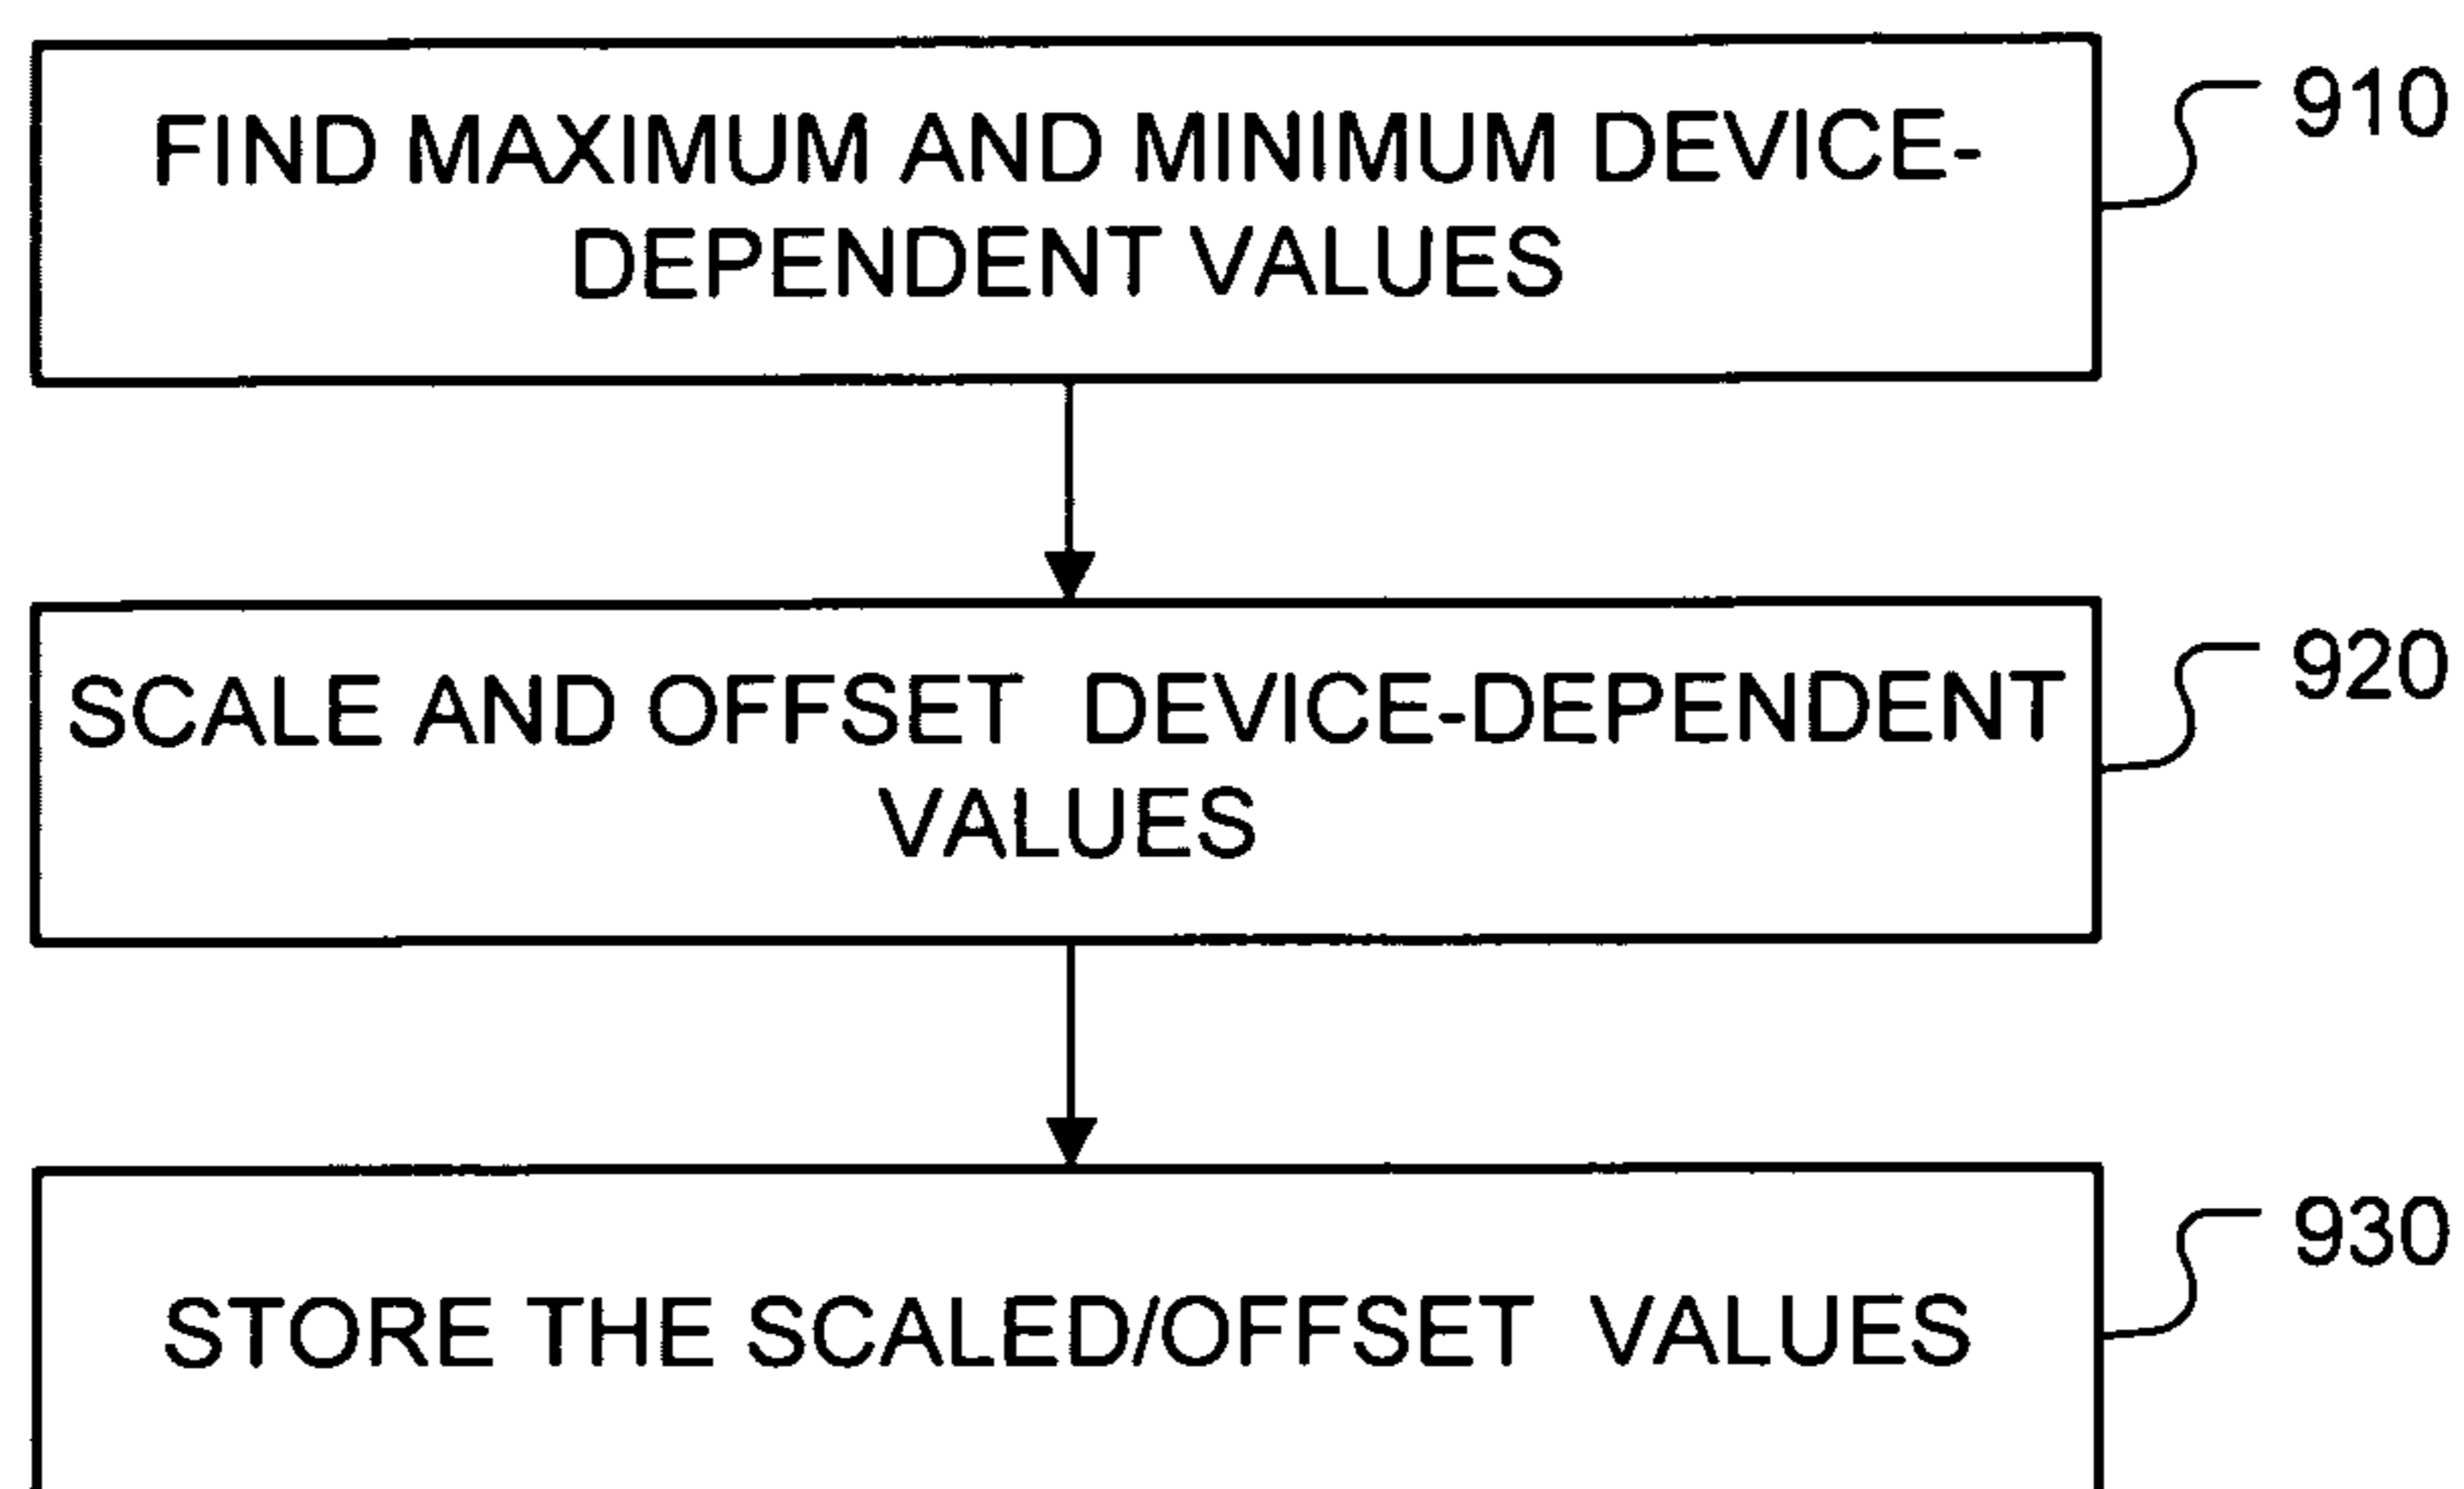 FIND MAXIMUM AND MINIMUM DEVICE-
DEPENDENT VALUES
910
SCALE AND OFFSET DEVICE-DEPENDENT
VALUES
920
STORE THE SCALED/OFFSET VALUES
930